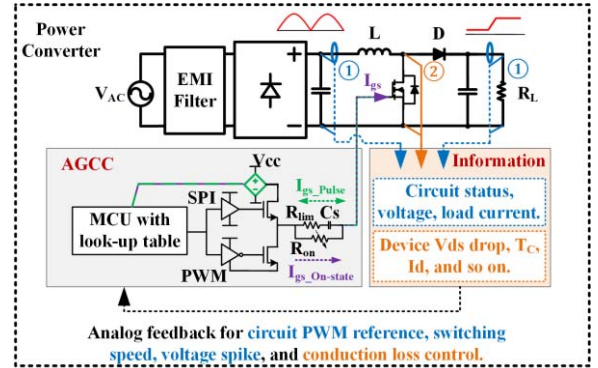 Power
Converter
L
D
EMI
Filter
V_AC
+
−
①
②
①
I_gs
R_L
AGCC
Vcc
Information
MCU with
look-up table
SPI
PWM
I_gs_Pulse
R_lim
Cs
R_on
I_gs_On-state
Circuit status,
voltage, load current.
Device Vds drop, T_C,
Id, and so on.
Analog feedback for circuit PWM reference, switching
speed, voltage spike, and conduction loss control.